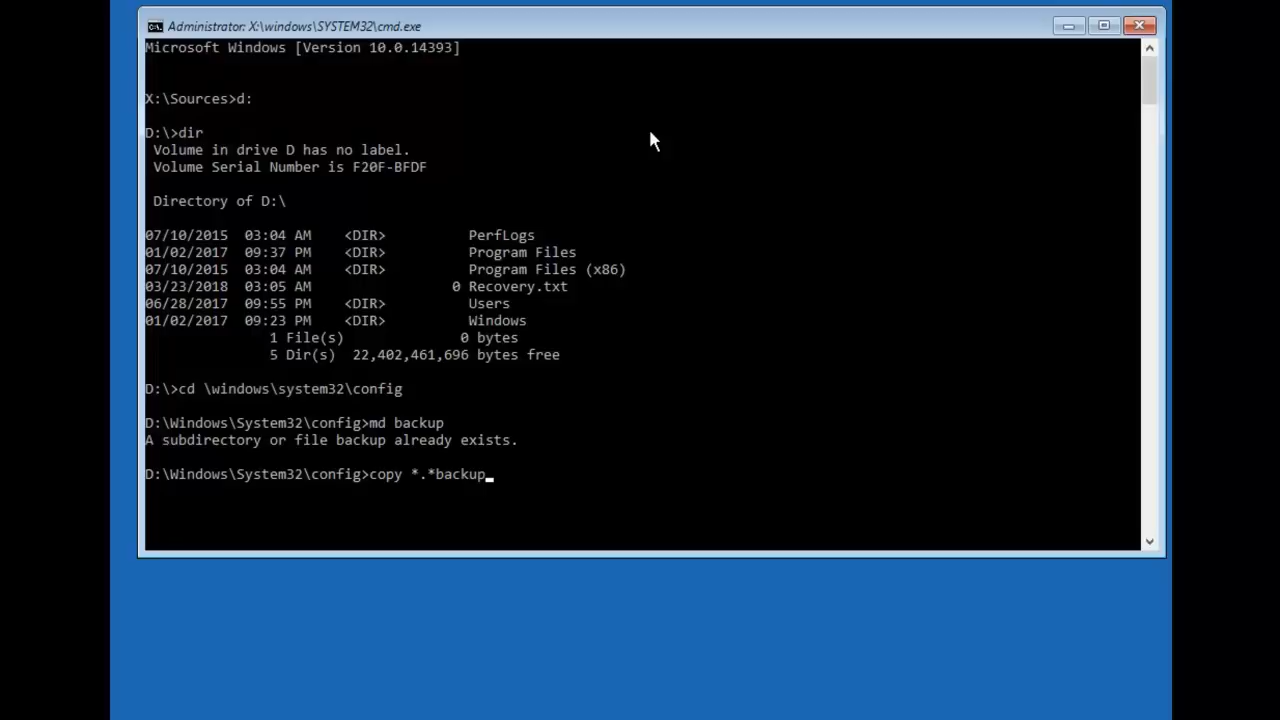 Administrator: X:\windows\SYSTEM32\cmd.exe
Microsoft Windows [Version 10.0.14393]
X:\Sources>d:
D:\>dir
Volume in drive D has no label.
Volume Serial Number is F20F-BFDF
Directory of D:\
07/10/2015 03:04 AM <DIR> PerfLogs
01/02/2017 09:37 PM <DIR> Program Files
07/10/2015 03:04 AM <DIR> Program Files (x86)
03/23/2018 03:05 AM 0 Recovery.txt
06/28/2017 09:55 PM <DIR> Users
01/02/2017 09:23 PM <DIR> Windows
1 File(s) 0 bytes
5 Dir(s) 22,402,461,696 bytes free
D:\>cd \windows\system32\config
D:\Windows\System32\config>md backup
A subdirectory or file backup already exists.
D:\Windows\System32\config>copy *.*backup